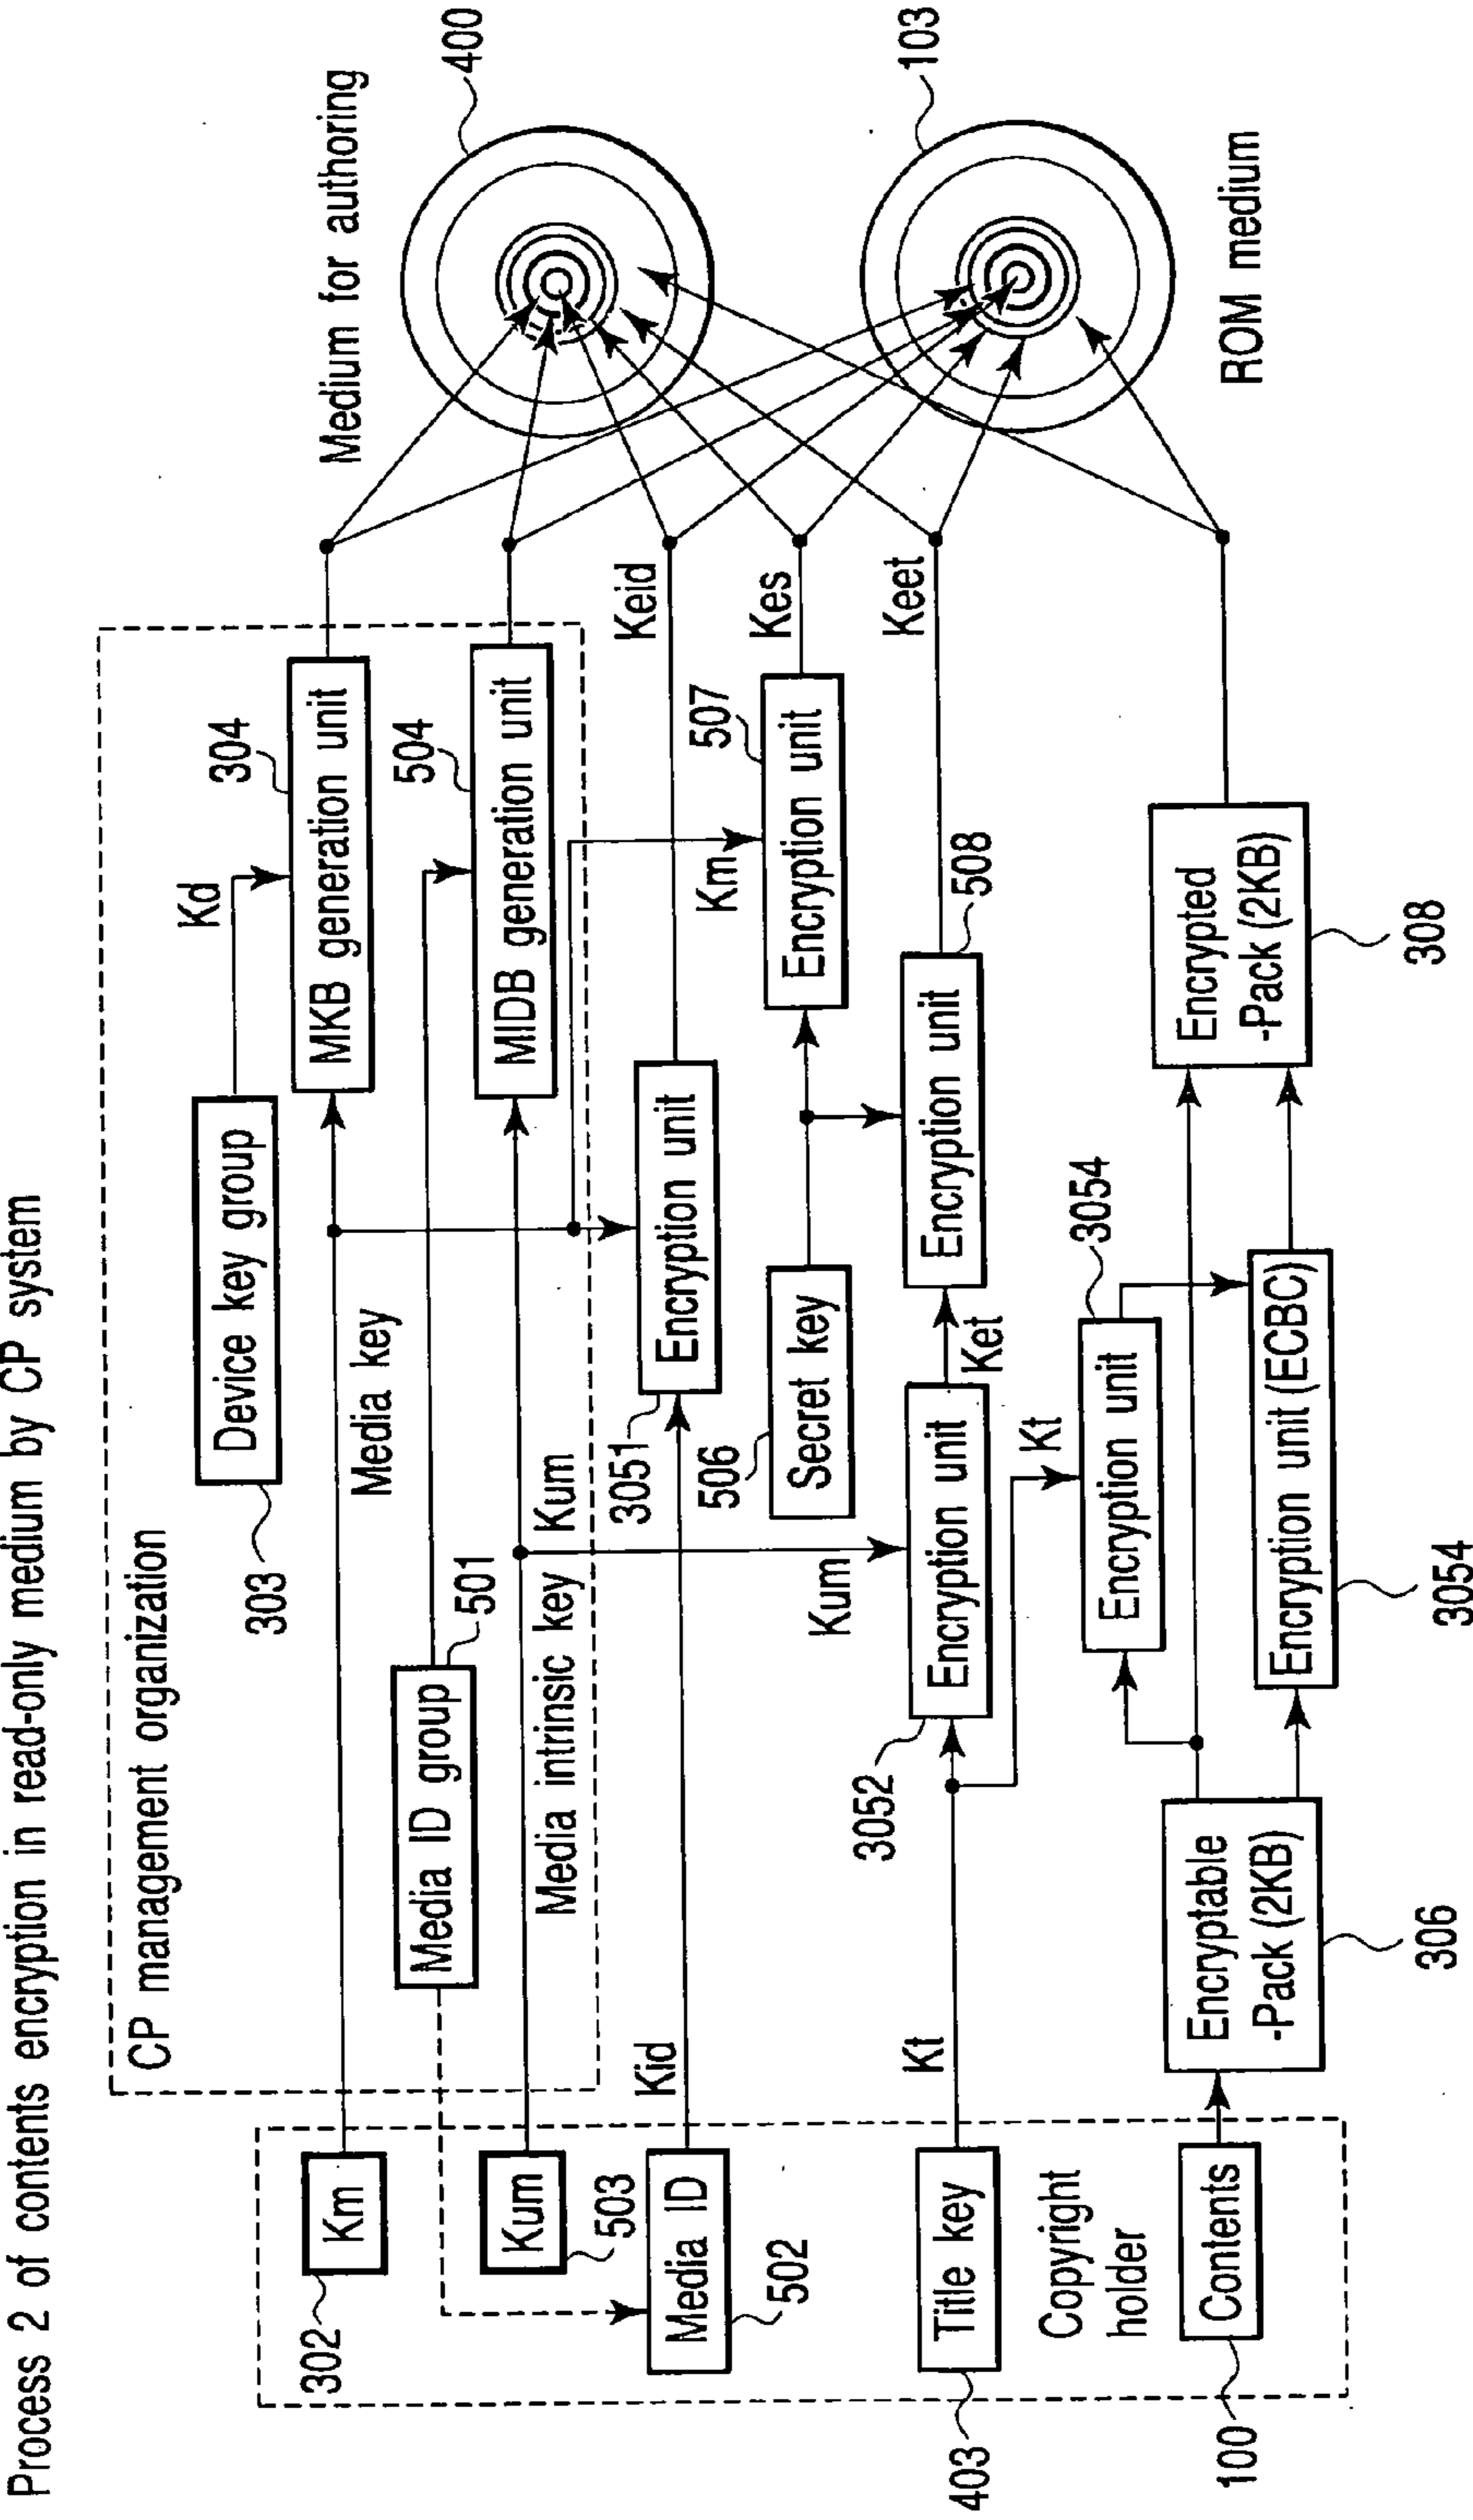 Process 2 of contents encryption in read-only medium by CP system
CP management organization
Device key group
303
Kd
304
MKB generation unit
Medium for authoring
400
302
Km
Media key
Media ID group
501
504
MIDB generation unit
503
Kum
Media intrinsic key
Kum
Kid
502
Media ID
3051
Encryption unit
Keid
506
Secret key
Km
507
Encryption unit
Kes
Kum
403
Title key
Kt
3052
Encryption unit
Ket
Encryption unit
508
Keet
103
Copyright
holder
Kt
Encryption unit
3054
100
Contents
Encryptable
-Pack (2KB)
306
Encryption unit (ECBC)
3054
Encrypted
-Pack (2KB)
308
ROM medium